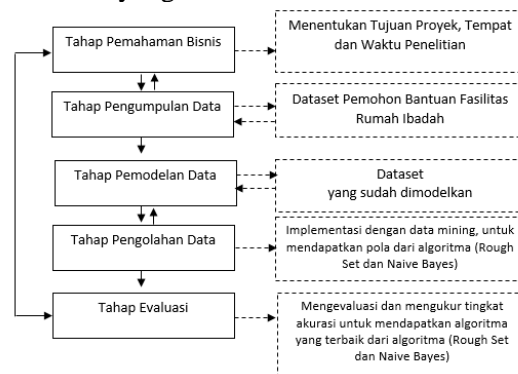 Tahap Pemahaman Bisnis
Menentukan Tujuan Proyek, Tempat
dan Waktu Penelitian
Tahap Pengumpulan Data
Dataset Pemohon Bantuan Fasilitas
Rumah Ibadah
Tahap Pemodelan Data
Dataset
yang sudah dimodelkan
Tahap Pengolahan Data
Implementasi dengan data mining, untuk
mendapatkan pola dari algoritma (Rough
Set dan Naive Bayes)
Tahap Evaluasi
Mengevaluasi dan mengukur tingkat
akurasi untuk mendapatkan algoritma
yang terbaik dari algoritma (Rough Set
dan Naive Bayes)